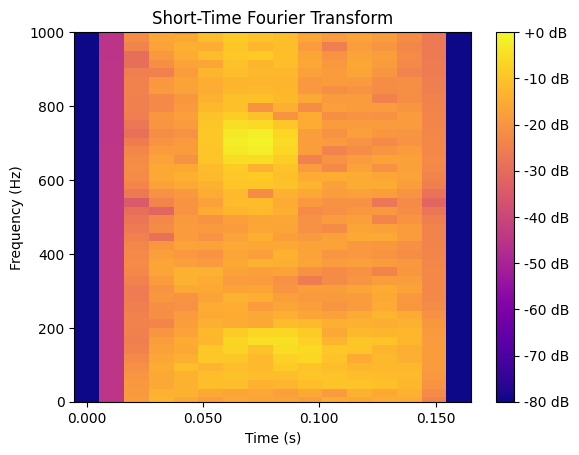 Short-Time Fourier Transform
Frequency (Hz)
1000
800
600
400
200
0
0.000 0.050 0.100 0.150
Time (s)
+0 dB
-10 dB
-20 dB
-30 dB
-40 dB
-50 dB
-60 dB
-70 dB
-80 dB